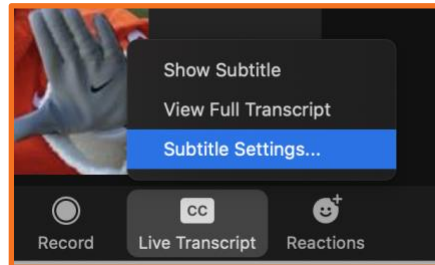 Show Subtitle
View Full Transcript
Subtitle Settings...
CC
Record
Live Transcript
Reactions